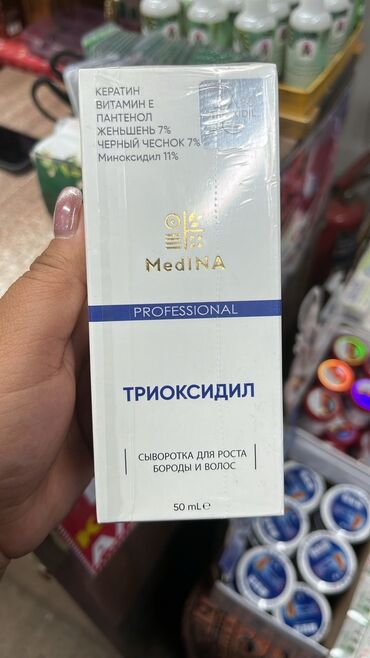 КЕРАТИН
ВИТАМИН Е
ПАНТЕНОЛ
ЖЕНЬШЕНЬ 7%
ЧЕРНЫЙ ЧЕСНОК 7%
Миноксидил 11%
MedINA
PROFESSIONAL
ТРИОКСИДИЛ
СЫВОРОТКА ДЛЯ РОСТА
БОРОДЫ И ВОЛОС
50 mL ℮